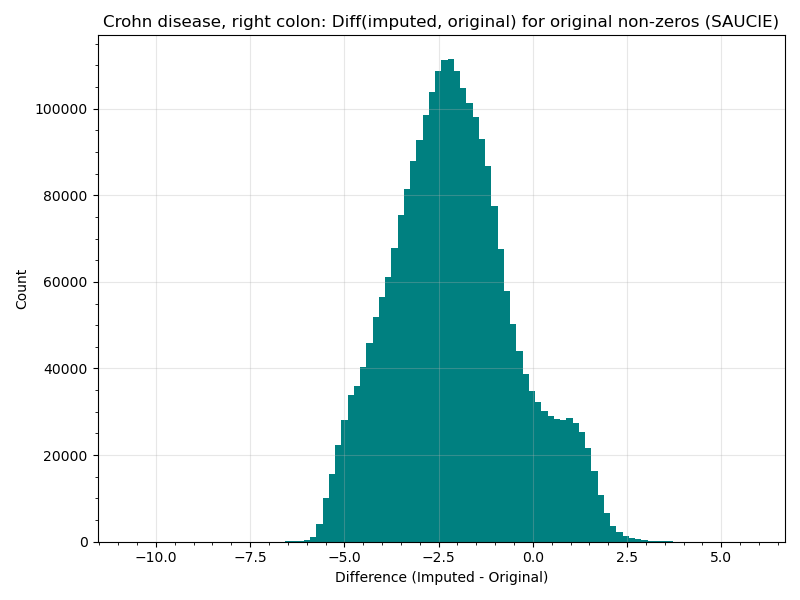 Crohn disease, right colon: Diff(imputed, original) for original non-zeros (SAUCIE)
100000
80000
60000
40000
20000
0
Count
−10.0 −7.5 −5.0 −2.5 0.0 2.5 5.0
Difference (Imputed - Original)